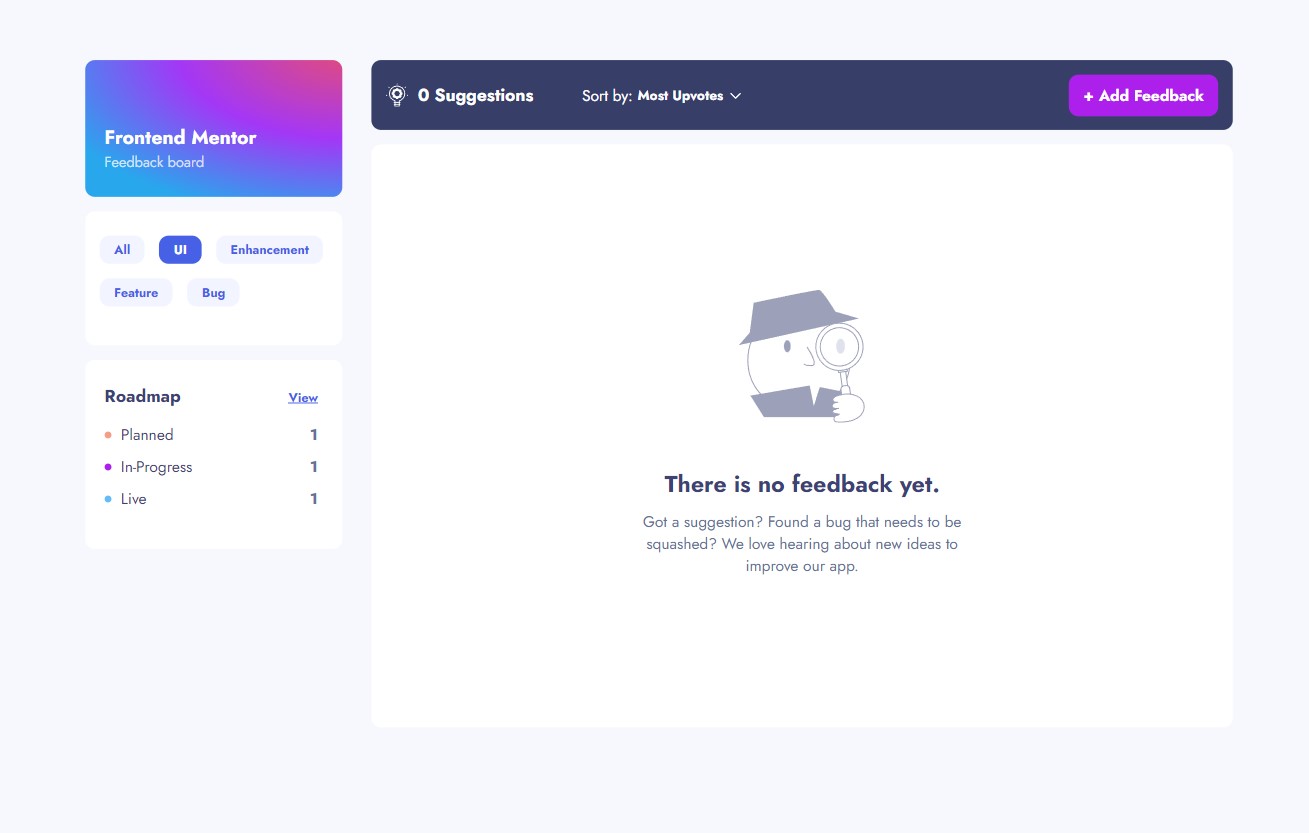 Frontend Mentor
Feedback board
All
UI
Enhancement
Feature
Bug
Roadmap
View
Planned
1
In-Progress
1
Live
1
0 Suggestions
Sort by: Most Upvotes
+ Add Feedback
There is no feedback yet.
Got a suggestion? Found a bug that needs to be
squashed? We love hearing about new ideas to
improve our app.